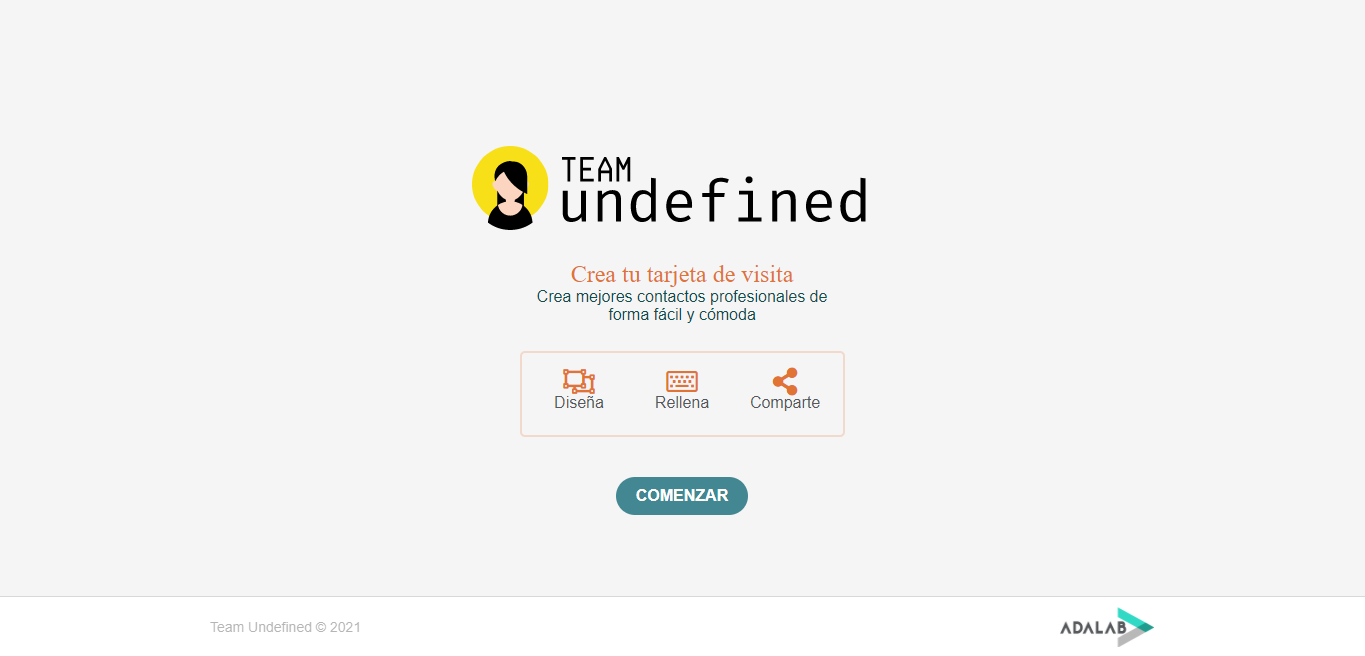 TEAM
undefined
Crea tu tarjeta de visita
Crea mejores contactos profesionales de
forma fácil y cómoda
Diseña Rellena Comparte
COMENZAR
Team Undefined © 2021
ADALAB